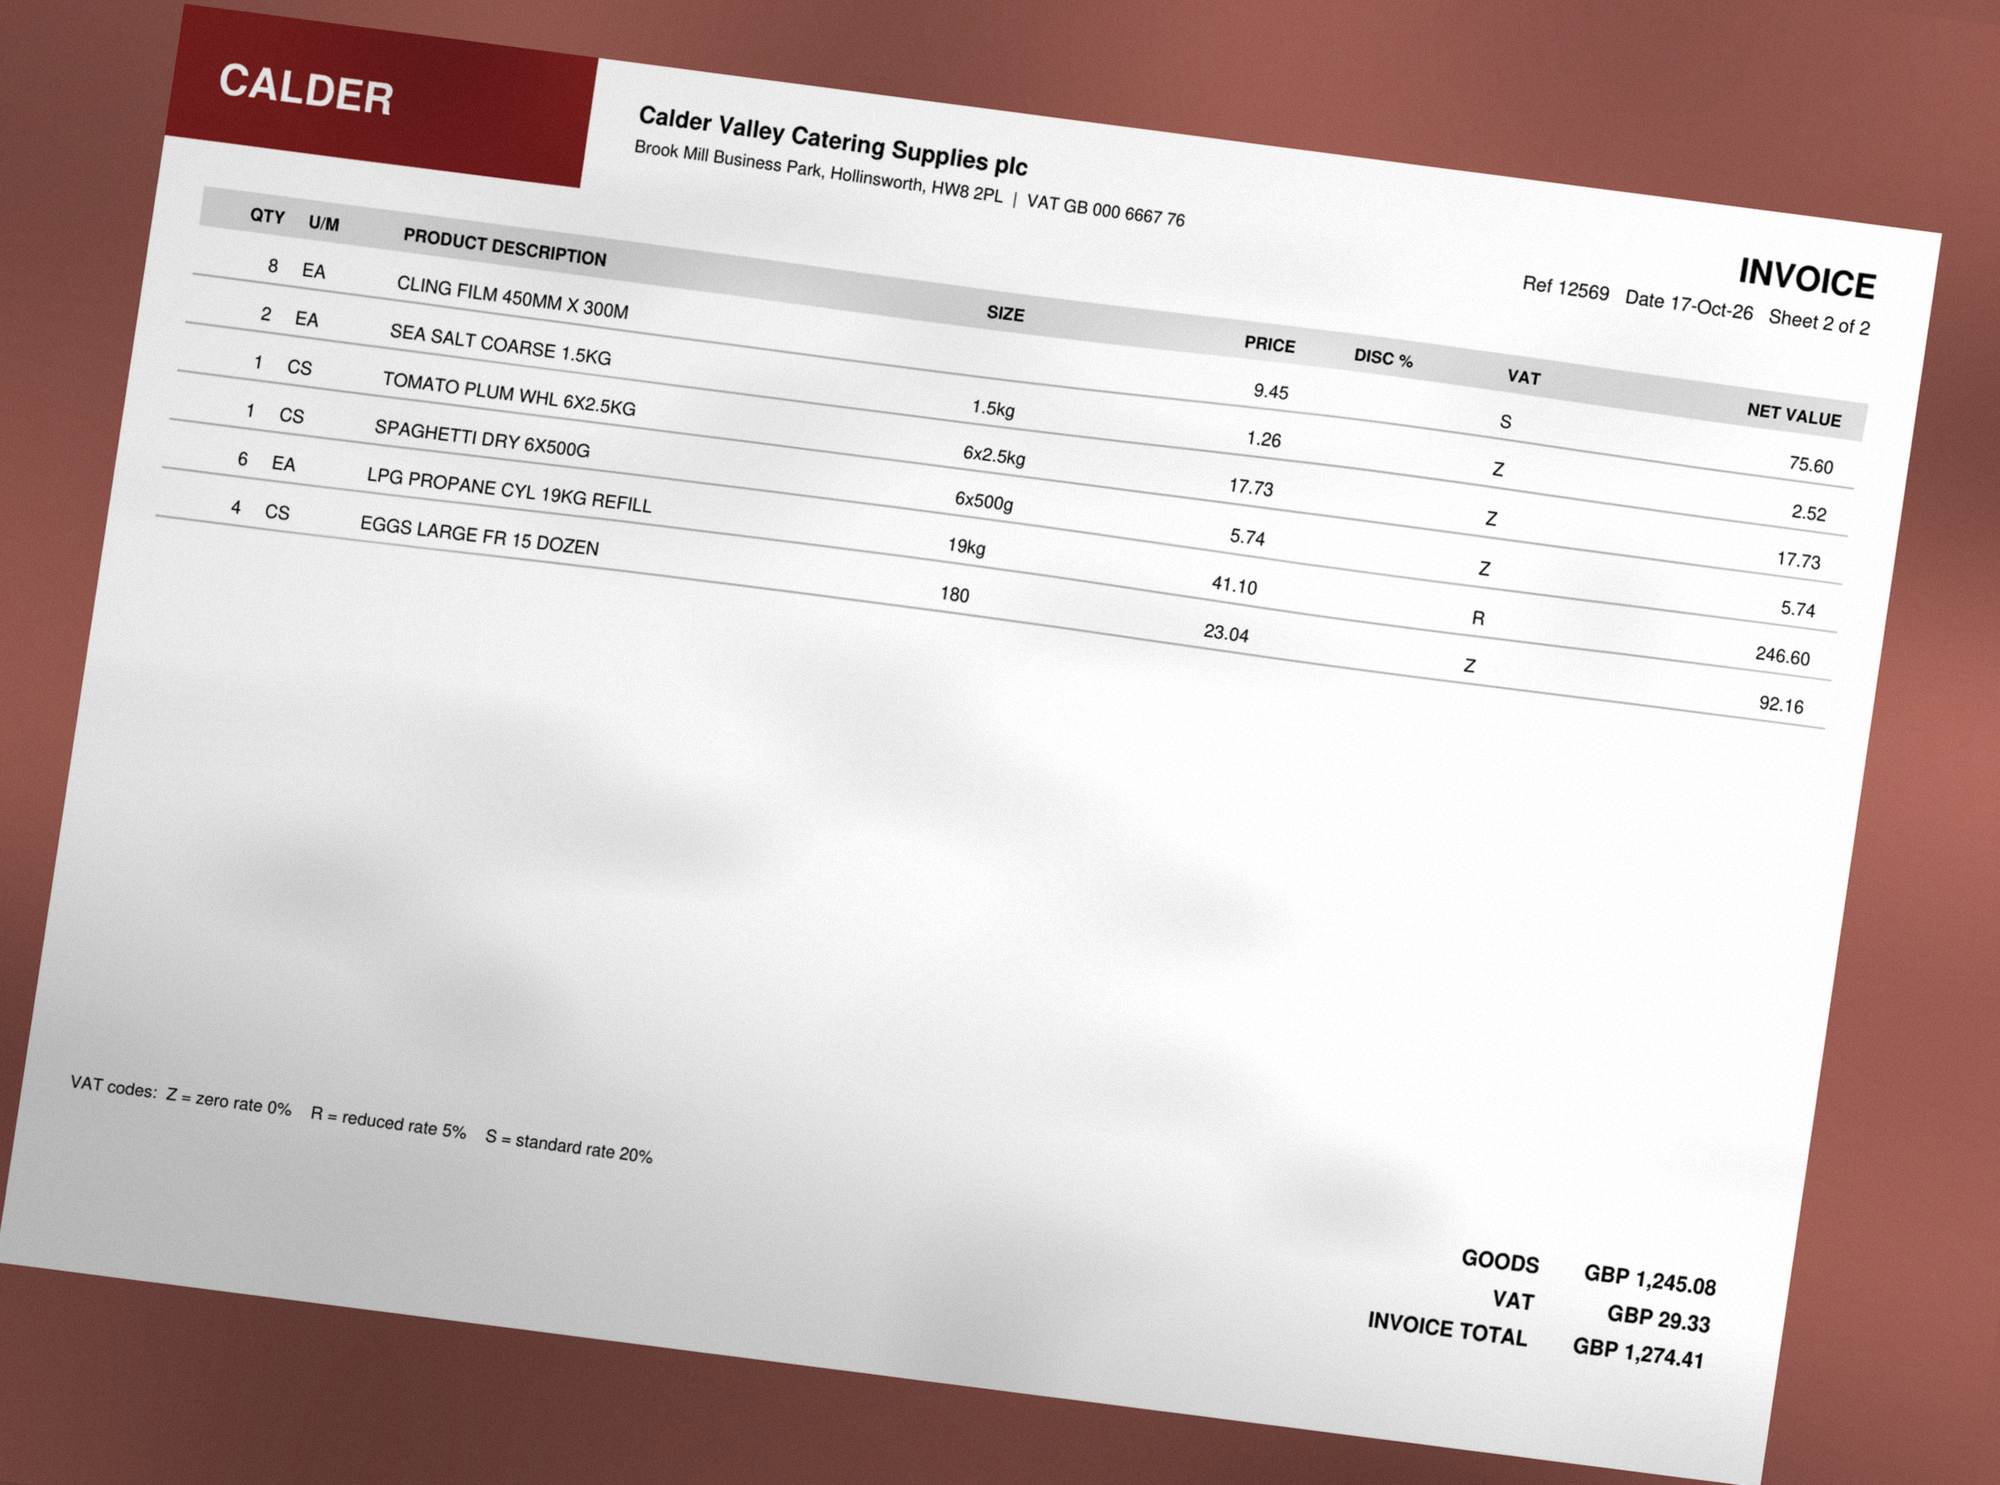 CALDER
Calder Valley Catering Supplies plc
Brook Mill Business Park, Hollinsworth, HW8 2PL | VAT GB 000 6667 76
INVOICE
Ref 12569 Date 17-Oct-26 Sheet 2 of 2
QTY U/M PRODUCT DESCRIPTION SIZE PRICE DISC % VAT NET VALUE
8 EA CLING FILM 450MM X 300M 9.45 S 75.60
2 EA SEA SALT COARSE 1.5KG 1.5kg 1.26 Z 2.52
1 CS TOMATO PLUM WHL 6X2.5KG 6x2.5kg 17.73 Z 17.73
1 CS SPAGHETTI DRY 6X500G 6x500g 5.74 Z 5.74
6 EA LPG PROPANE CYL 19KG REFILL 19kg 41.10 R 246.60
4 CS EGGS LARGE FR 15 DOZEN 180 23.04 Z 92.16
VAT codes: Z = zero rate 0% R = reduced rate 5% S = standard rate 20%
GOODS GBP 1,245.08
VAT GBP 29.33
INVOICE TOTAL GBP 1,274.41